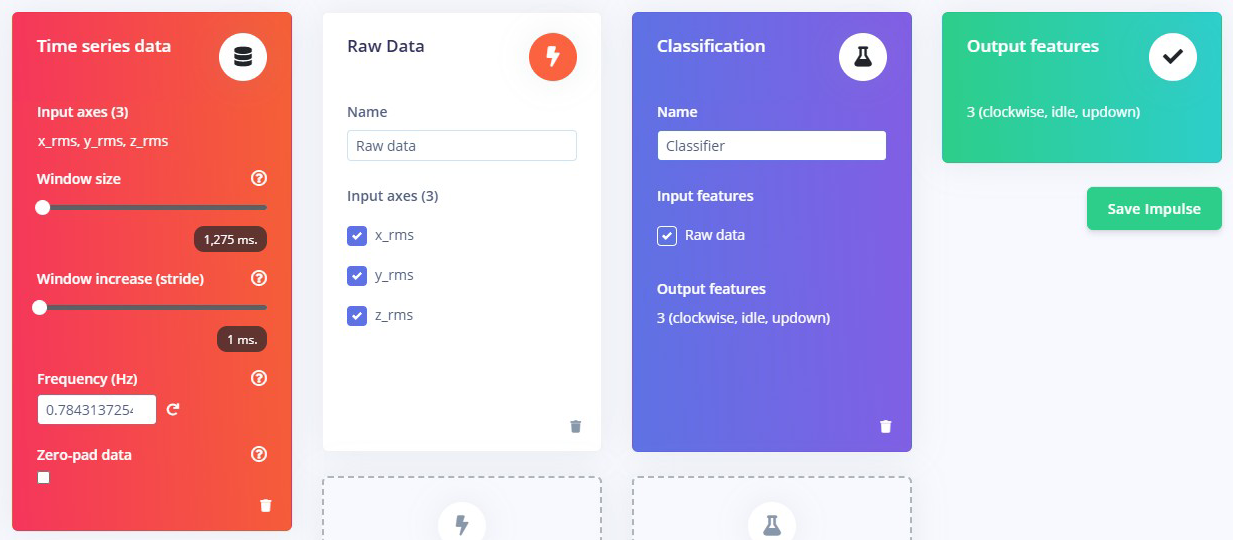 Time series data
Input axes (3)
x_rms, y_rms, z_rms
Window size
1,275 ms.
Window increase (stride)
1 ms.
Frequency (Hz)
0.7843137254
Zero-pad data
Raw Data
Name
Raw data
Input axes (3)
x_rms
y_rms
z_rms
Classification
Name
Classifier
Input features
Raw data
Output features
3 (clockwise, idle, updown)
Output features
3 (clockwise, idle, updown)
Save Impulse